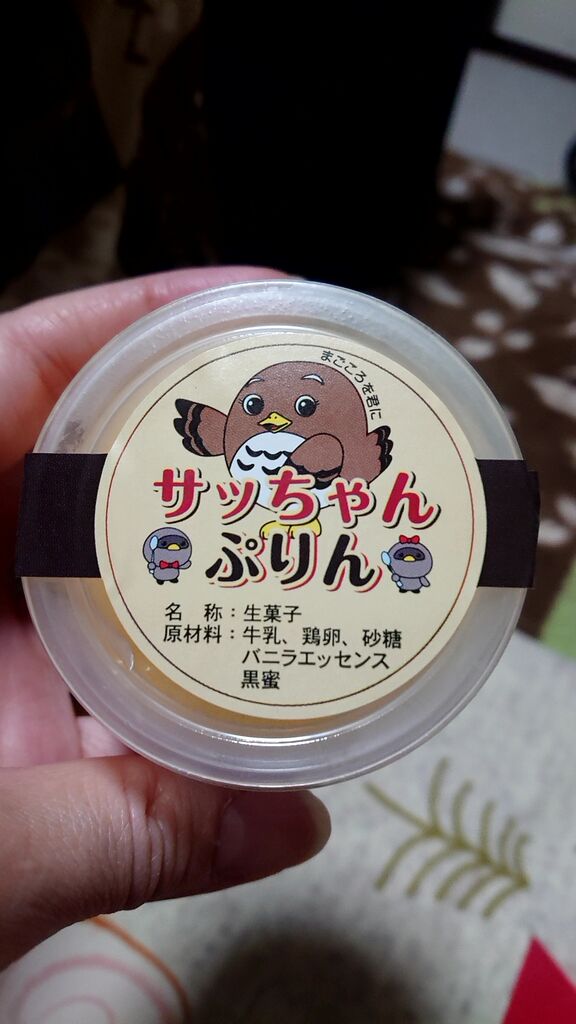 まごころを君に
サッちゃん
ぷりん
名　称：生菓子
原材料：牛乳、鶏卵、砂糖
バニラエッセンス
黒蜜